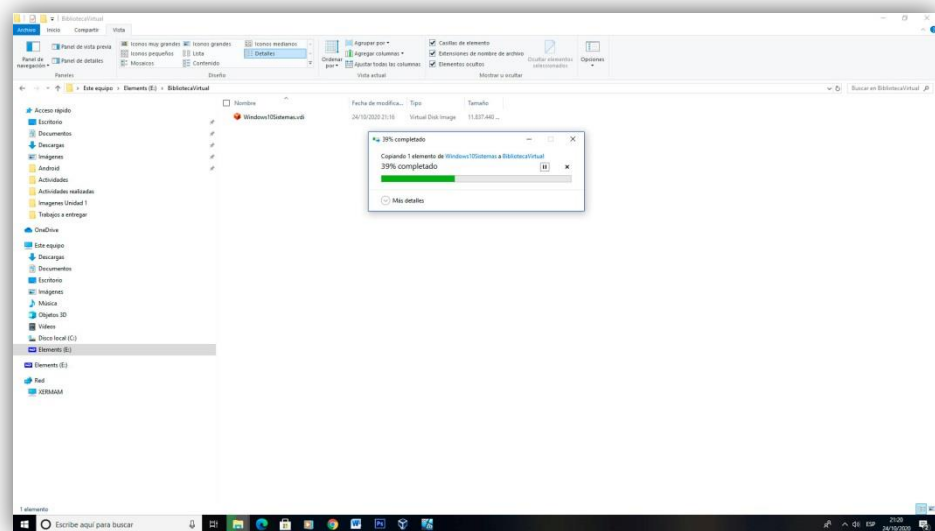 BibliotecaVirtual
Archivo Inicio Compartir Vista
Panel de navegación
Panel de vista previa
Panel de detalles
Paneles
Iconos muy grandes Iconos grandes Iconos medianos
Iconos pequeños Lista Detalles
Mosaicos Contenido
Diseño
Ordenar por
Agrupar por
Agregar columnas
Ajustar todas las columnas
Vista actual
Casillas de elemento
Extensiones de nombre de archivo
Elementos ocultos
Ocultar elementos seleccionados
Mostrar u ocultar
Opciones
Este equipo > Elements (E:) > BibliotecaVirtual
Buscar en BibliotecaVirtual
Nombre Fecha de modifica... Tipo Tamaño
Windows10Sistemas.vdi 24/10/2020 21:16 Virtual Disk Image 11.837.440 ...
Acceso rápido
Escritorio
Documentos
Descargas
Imágenes
Android
Actividades
Actividades realizadas
Imagenes Unidad 1
Trabajos a entregar
OneDrive
Este equipo
Descargas
Documentos
Escritorio
Imágenes
Música
Objetos 3D
Vídeos
Disco local (C:)
Elements (E:)
Elements (E:)
Red
XERMAM
39% completado
Copiando 1 elemento de Windows10Sistemas a BibliotecaVirtual
39% completado
Más detalles
1 elemento
Escribe aquí para buscar
ESP
21:20
24/10/2020